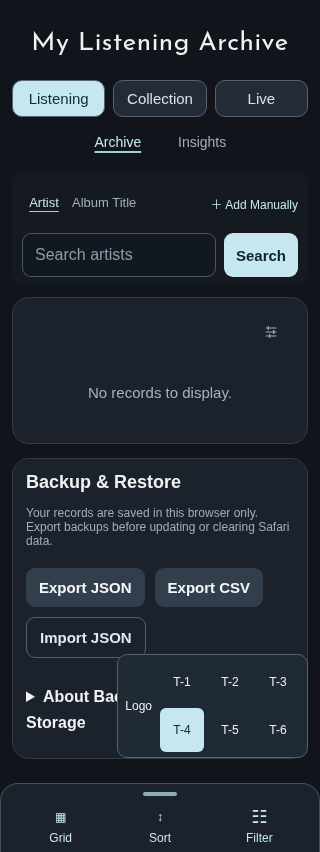 My Listening Archive
Listening Collection Live
Archive Insights
Artist Album Title + Add Manually
Search artists Search
No records to display.
Backup & Restore
Your records are saved in this browser only.
Export backups before updating or clearing Safari
data.
Export JSON Export CSV
Import JSON
T-1 T-2 T-3
Logo
T-4 T-5 T-6
About
Storage
Grid Sort Filter